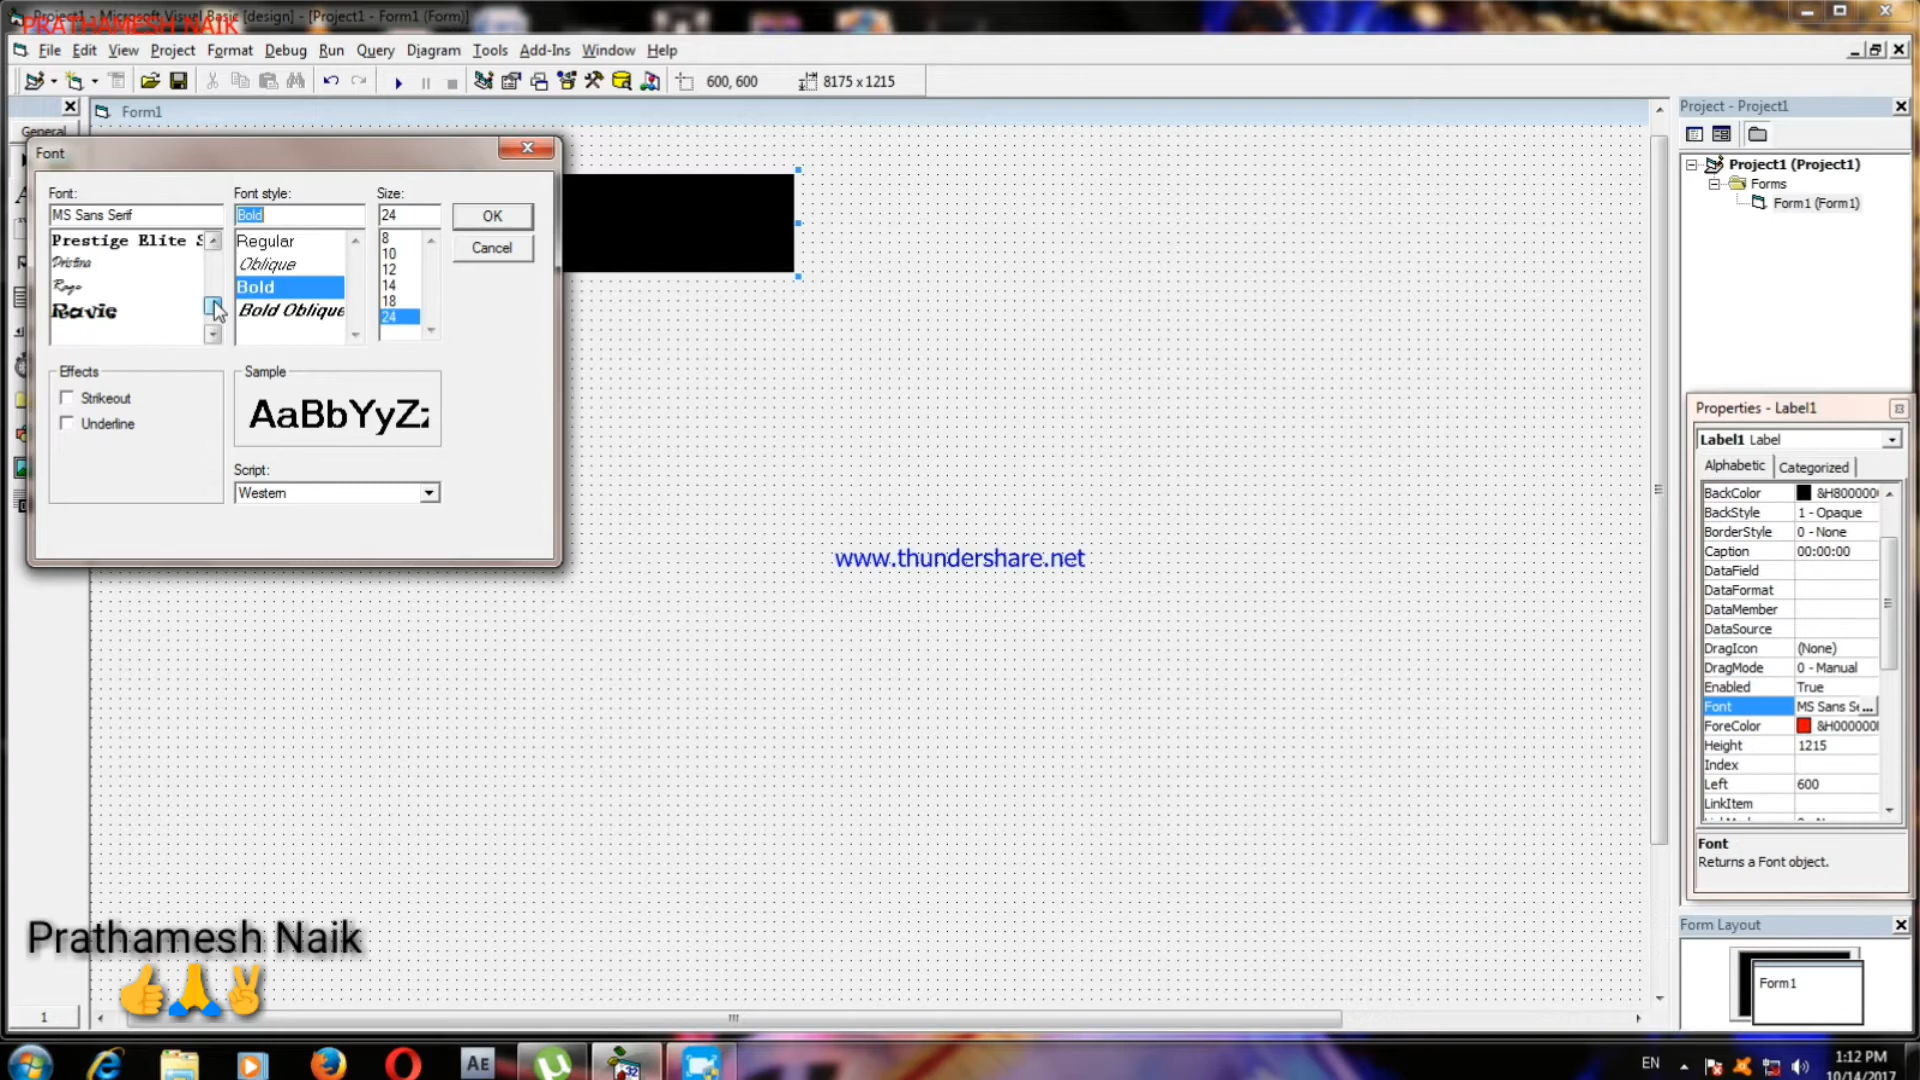 Project1 - Microsoft Visual Basic [design] - [Project1 - Form1 (Form)]
PRATHAMESH NAIK
File Edit View Project Format Debug Run Query Diagram Tools Add-Ins Window Help
600, 600 8175 x 1215
Form1
General
Font
Font: Font style: Size:
MS Sans Serif Bold 24
OK
Cancel
Prestige Elite S
Pristina
Rage
Ravie
Regular
Oblique
Bold
Bold Oblique
8
10
12
14
18
24
Effects
Strikeout
Underline
Sample
AaBbYyZz
Script:
Western
www.thundershare.net
Project - Project1
Project1 (Project1)
Forms
Form1 (Form1)
Properties - Label1
Label1 Label
Alphabetic Categorized
BackColor &H800000
BackStyle 1 - Opaque
BorderStyle 0 - None
Caption 00:00:00
DataField
DataFormat
DataMember
DataSource
DragIcon (None)
DragMode 0 - Manual
Enabled True
Font MS Sans Se ...
ForeColor &H000000
Height 1215
Index
Left 600
LinkItem
Font
Returns a Font object.
Form Layout
Form1
Prathamesh Naik
1
AE
32
EN
1:12 PM
10/14/2017